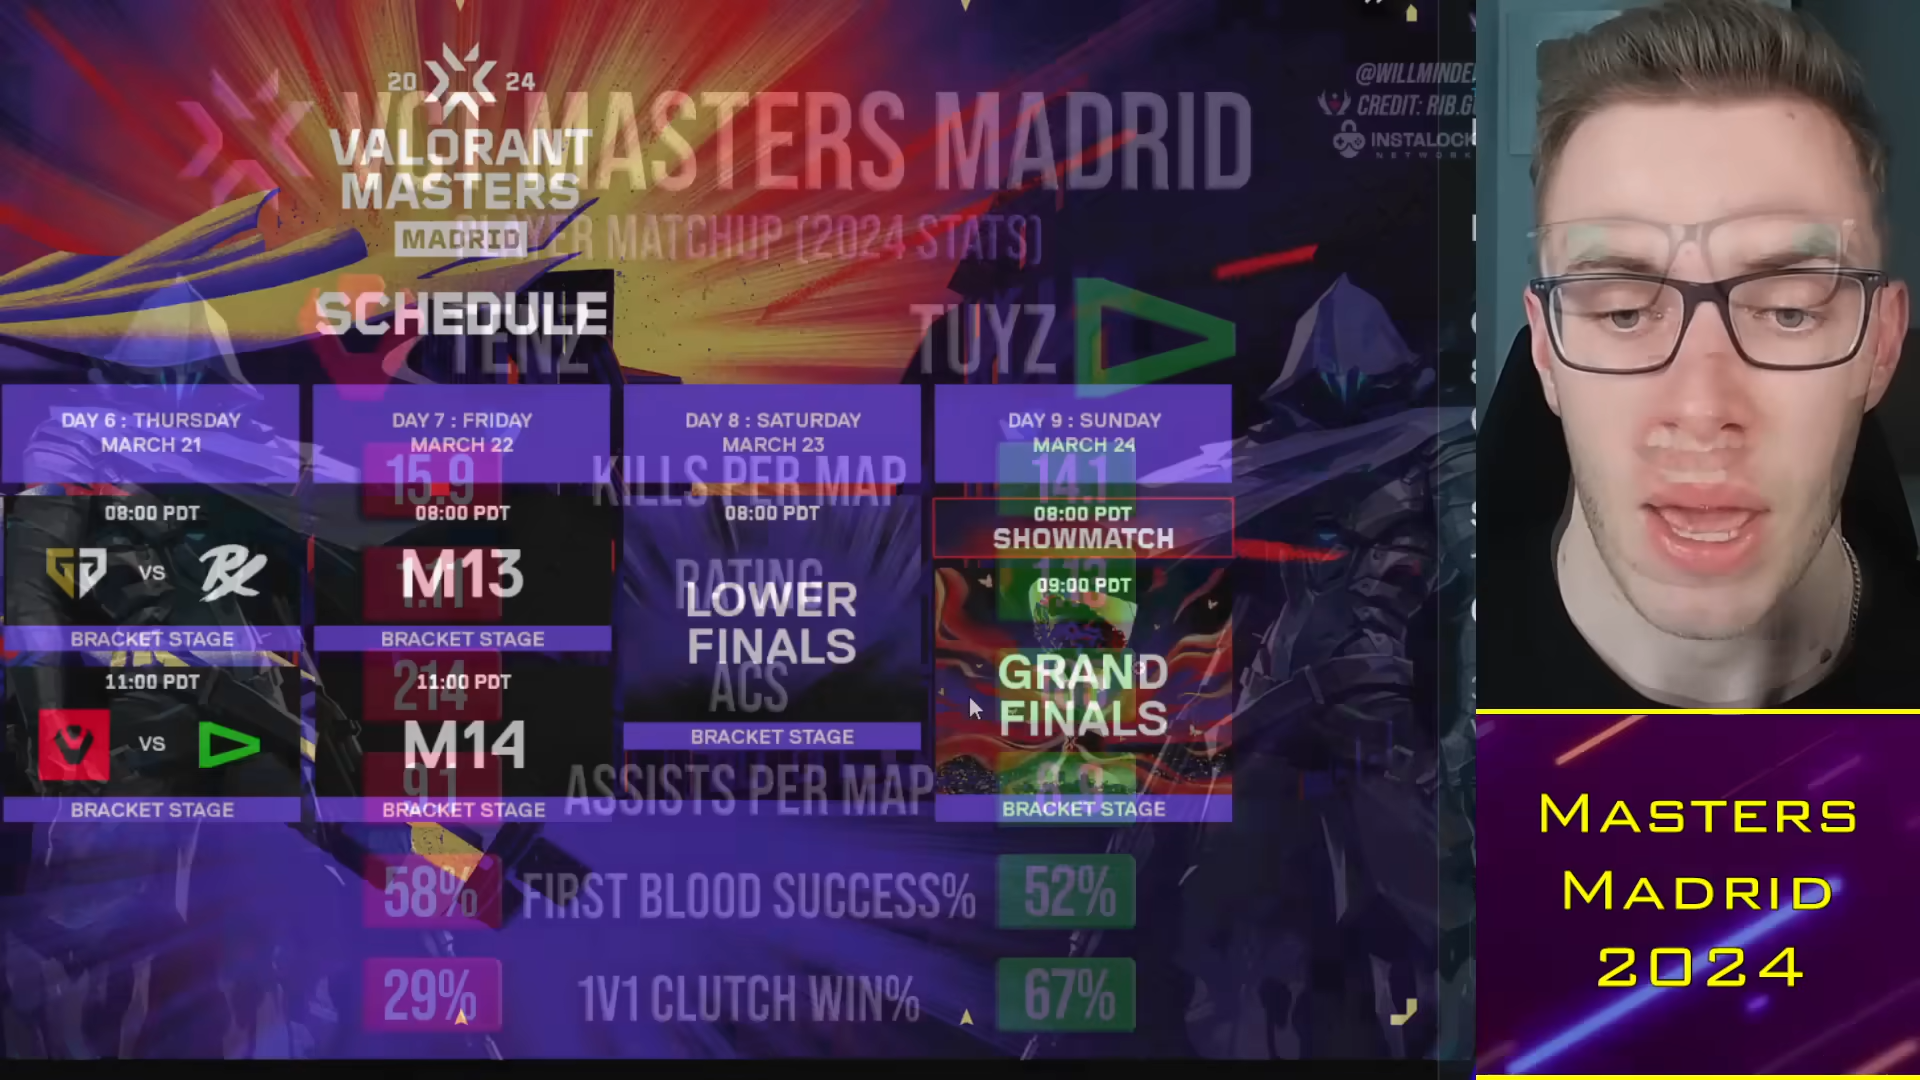 20 24
VALORANT
MASTERS
MADRID
SCHEDULE
MASTERS MADRID
PLAYER MATCHUP (2024 STATS)
TENZ
TUYZ
@WILLMINDE
CREDIT: RIB.G
INSTALOCK
NETWORK
DAY 6 : THURSDAY
MARCH 21
08:00 PDT
VS
BRACKET STAGE
11:00 PDT
VS
BRACKET STAGE
DAY 7 : FRIDAY
MARCH 22
08:00 PDT
M13
BRACKET STAGE
11:00 PDT
M14
BRACKET STAGE
DAY 8 : SATURDAY
MARCH 23
08:00 PDT
LOWER
FINALS
BRACKET STAGE
DAY 9 : SUNDAY
MARCH 24
08:00 PDT
SHOWMATCH
09:00 PDT
GRAND
FINALS
BRACKET STAGE
15.9 KILLS PER MAP 14.1
RATING
214 ACS
ASSISTS PER MAP
58% FIRST BLOOD SUCCESS% 52%
29% 1V1 CLUTCH WIN% 67%
MASTERS
MADRID
2024